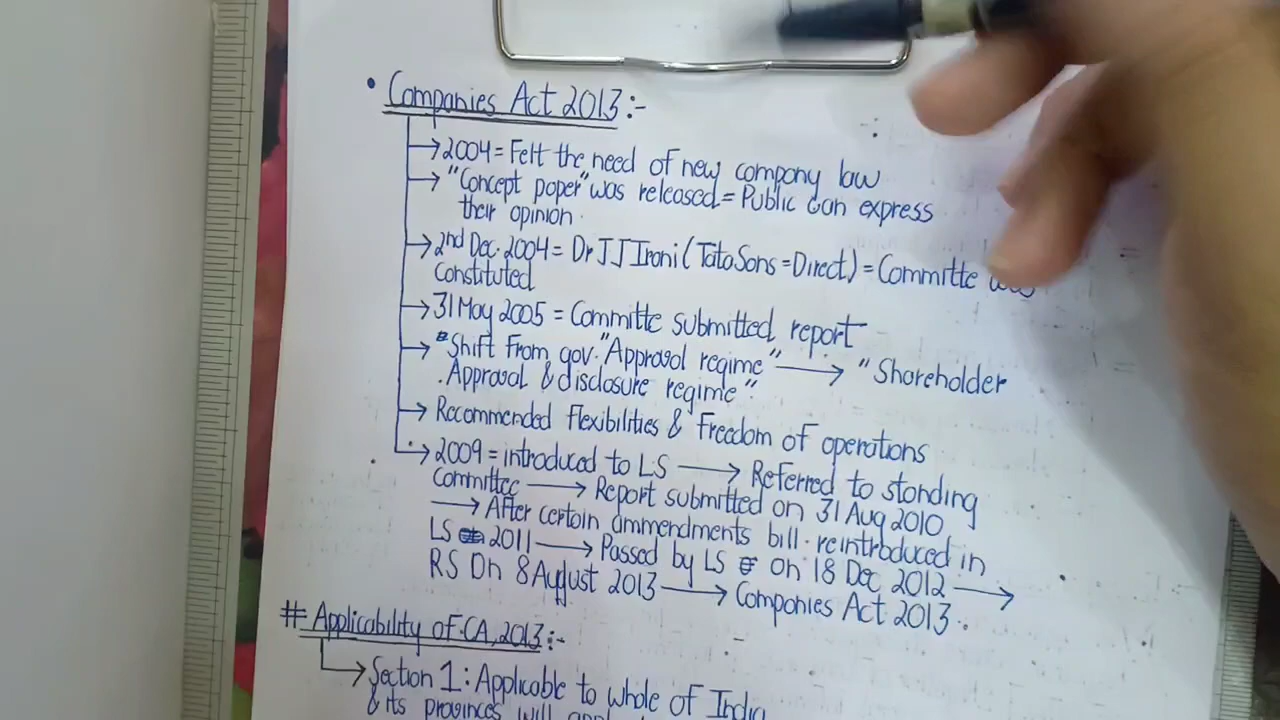 • Companies Act 2013:-
→ 2004 = Felt the need of new company law
→ "Concept paper" was released = Public can express
their opinion.
→ 2nd Dec. 2004 = Dr JJ Irani (Tata Sons = Direct) = Committe was
Constituted
→ 31 May 2005 = Committe submitted report
→ "Shift From gov. "Approval regime" → "Shareholder
Approval & disclosure regime"
→ Recommended Flexibilities & Freedom of operations
→ 2009 = introduced to LS → Referred to standing
Committee → Report submitted on 31 Aug 2010
→ After certain ammendments bill reintroduced in
LS 2011 → Passed by LS on 18 Dec 2012 →
RS On 8 August 2013 → Companies Act 2013.
# Applicability of CA, 2013:-
→ Section 1: Applicable to whole of India
& its provinces will